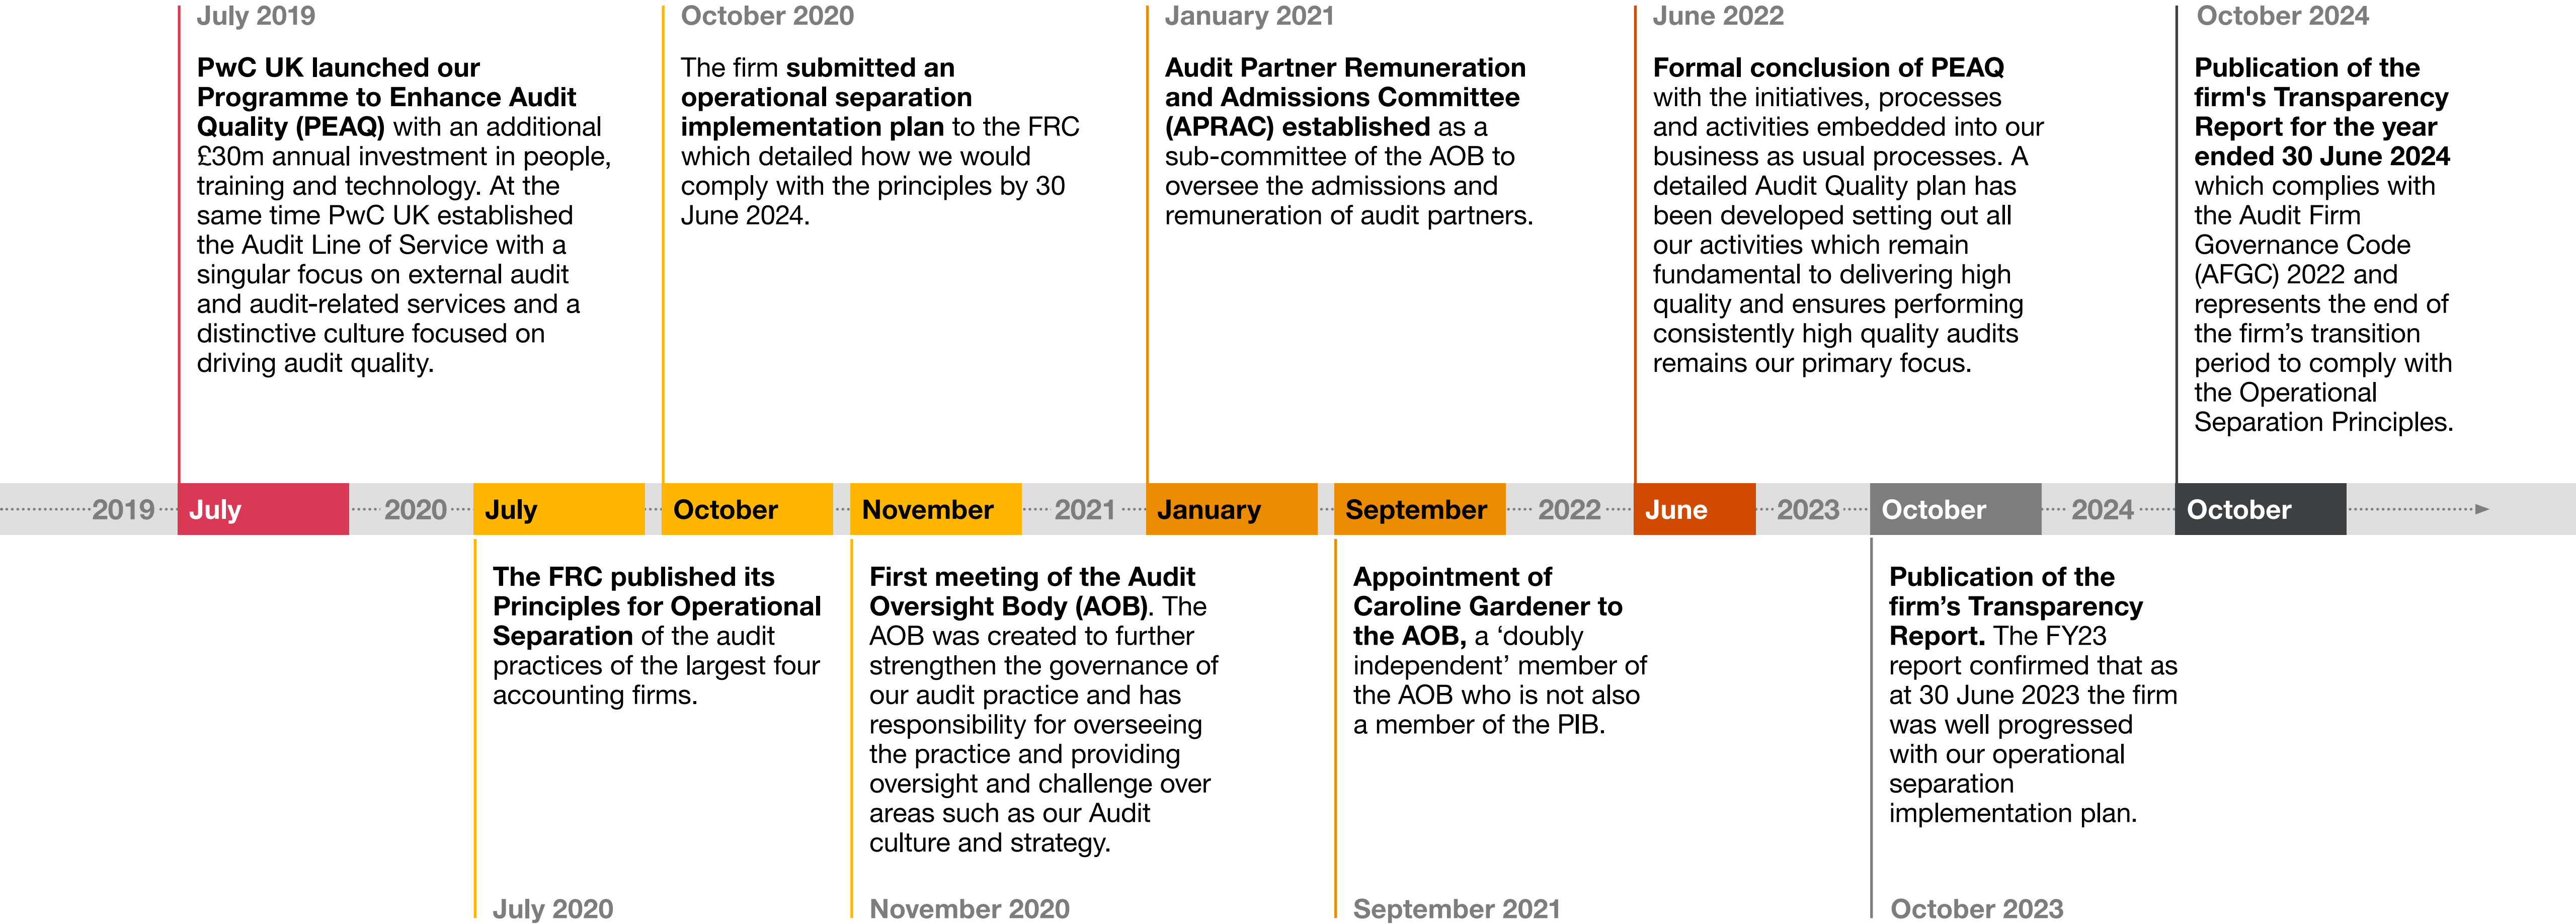 July 2019
PwC UK launched our
Programme to Enhance Audit
Quality (PEAQ) with an additional
£30m annual investment in people,
training and technology. At the
same time PwC UK established
the Audit Line of Service with a
singular focus on external audit
and audit-related services and a
distinctive culture focused on
driving audit quality.
October 2020
The firm submitted an
operational separation
implementation plan to the FRC
which detailed how we would
comply with the principles by 30
June 2024.
January 2021
Audit Partner Remuneration
and Admissions Committee
(APRAC) established as a
sub-committee of the AOB to
oversee the admissions and
remuneration of audit partners.
June 2022
Formal conclusion of PEAQ
with the initiatives, processes
and activities embedded into our
business as usual processes. A
detailed Audit Quality plan has
been developed setting out all
our activities which remain
fundamental to delivering high
quality and ensures performing
consistently high quality audits
remains our primary focus.
October 2024
Publication of the
firm's Transparency
Report for the year
ended 30 June 2024
which complies with
the Audit Firm
Governance Code
(AFGC) 2022 and
represents the end of
the firm’s transition
period to comply with
the Operational
Separation Principles.
2019 July 2020 July October November 2021 January September 2022 June 2023 October 2024 October
The FRC published its
Principles for Operational
Separation of the audit
practices of the largest four
accounting firms.
July 2020
First meeting of the Audit
Oversight Body (AOB). The
AOB was created to further
strengthen the governance of
our audit practice and has
responsibility for overseeing
the practice and providing
oversight and challenge over
areas such as our Audit
culture and strategy.
November 2020
Appointment of
Caroline Gardener to
the AOB, a ‘doubly
independent’ member of
the AOB who is not also
a member of the PIB.
September 2021
Publication of the
firm’s Transparency
Report. The FY23
report confirmed that as
at 30 June 2023 the firm
was well progressed
with our operational
separation
implementation plan.
October 2023